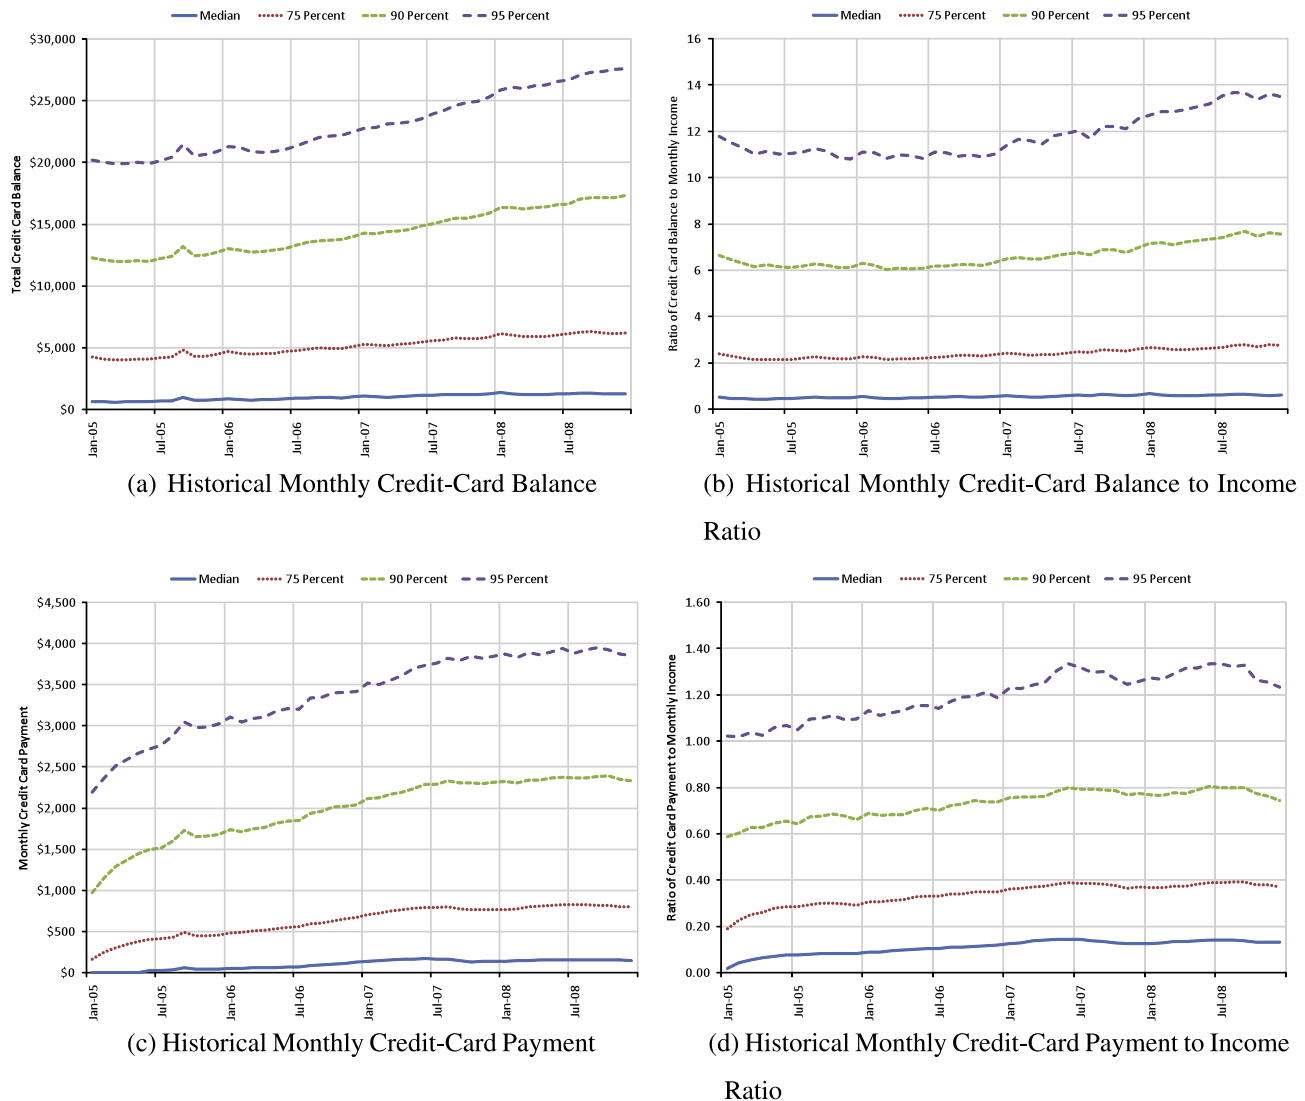 Median 75 Percent 90 Percent 95 Percent
$30,000
$25,000
$20,000
$15,000
$10,000
$5,000
$0
Total Credit Card Balance
Jan-05 Jul-05 Jan-06 Jul-06 Jan-07 Jul-07 Jan-08 Jul-08
(a) Historical Monthly Credit-Card Balance
Median 75 Percent 90 Percent 95 Percent
16
14
12
10
8
6
4
2
0
Ratio of Credit Card Balance to Monthly Income
Jan-05 Jul-05 Jan-06 Jul-06 Jan-07 Jul-07 Jan-08 Jul-08
(b) Historical Monthly Credit-Card Balance to Income
Ratio
Median 75 Percent 90 Percent 95 Percent
$4,500
$4,000
$3,500
$3,000
$2,500
$2,000
$1,500
$1,000
$500
$0
Monthly Credit Card Payment
Jan-05 Jul-05 Jan-06 Jul-06 Jan-07 Jul-07 Jan-08 Jul-08
(c) Historical Monthly Credit-Card Payment
Median 75 Percent 90 Percent 95 Percent
1.60
1.40
1.20
1.00
0.80
0.60
0.40
0.20
0.00
Ratio of Credit Card Payment to Monthly Income
Jan-05 Jul-05 Jan-06 Jul-06 Jan-07 Jul-07 Jan-08 Jul-08
(d) Historical Monthly Credit-Card Payment to Income
Ratio